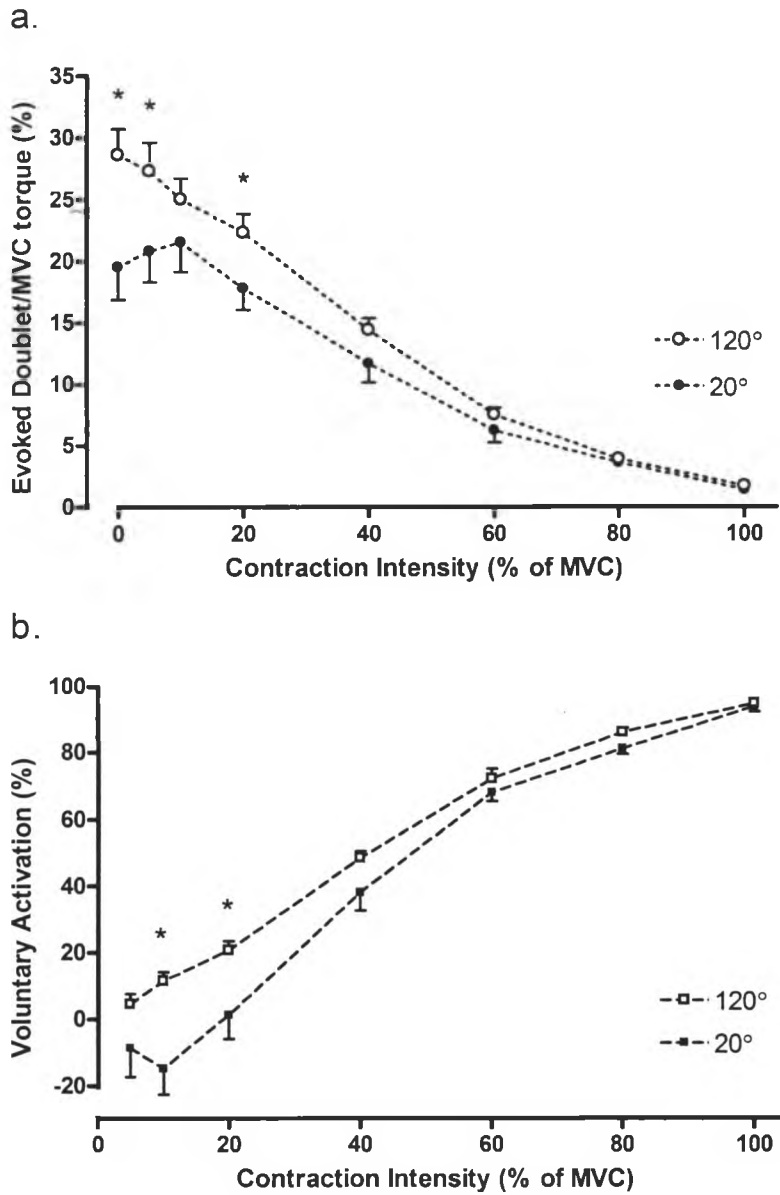 a.
Evoked Doublet/MVC torque (%)
35
30
25
20
15
10
5
0
* *
*
120°
20°
0 20 40 60 80 100
Contraction Intensity (% of MVC)
b.
Voluntary Activation (%)
100
80
60
40
20
0
-20
* *
120°
20°
0 20 40 60 80 100
Contraction Intensity (% of MVC)